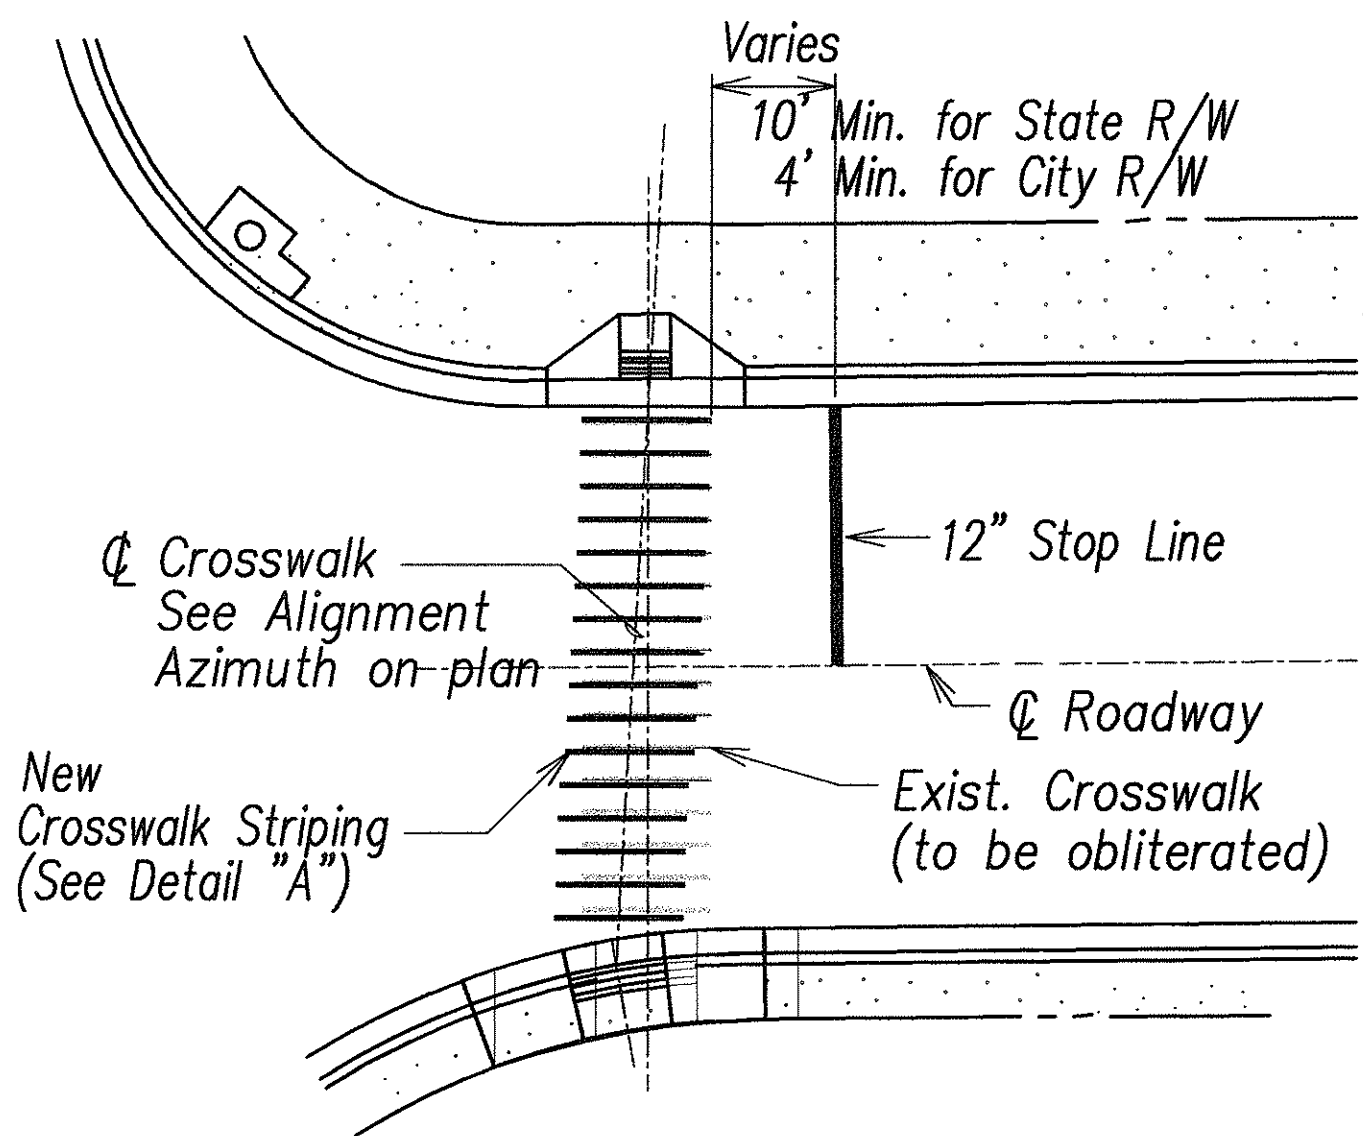 Varies
10' Min. for State R/W
4' Min. for City R/W
℄ Crosswalk
See Alignment
Azimuth on plan
12" Stop Line
℄ Roadway
New
Crosswalk Striping
(See Detail "A")
Exist. Crosswalk
(to be obliterated)